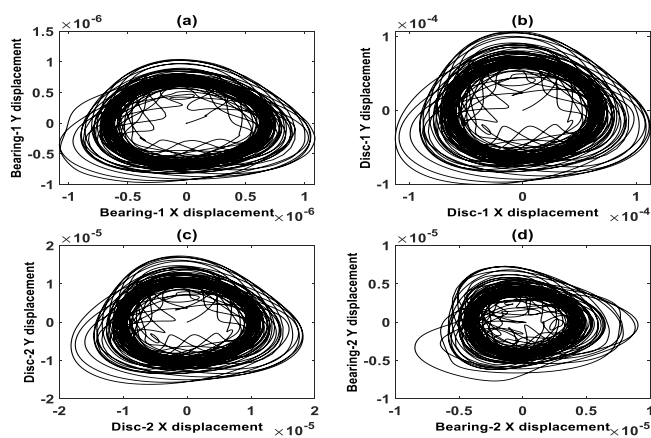 (a)
×10^-6
1.5
1
0.5
0
-0.5
-1
Bearing-1 Y displacement
-1 -0.5 0 0.5 1
Bearing-1 X displacement ×10^-6
(b)
×10^-4
1
0
-1
Disc-1 Y displacement
-1 0 1
Disc-1 X displacement ×10^-4
(c)
×10^-5
2
1
0
-1
-2
Disc-2 Y displacement
-2 -1 0 1 2
Disc-2 X displacement ×10^-5
(d)
×10^-5
1
0.5
0
-0.5
-1
Bearing-2 Y displacement
-1 -0.5 0 0.5 1
Bearing-2 X displacement ×10^-5